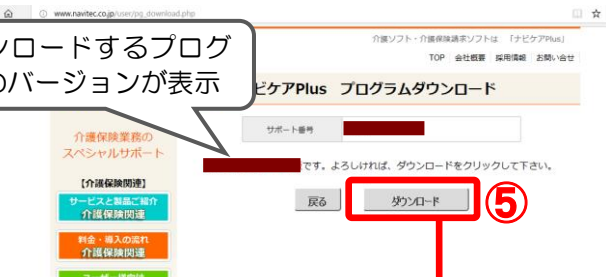 www.navitec.co.jp/user/pg_download.php
介護ソフト・介護保険請求ソフトは 「ナビケアPlus」
TOP 会社概要 採用情報 お問い合せ
ンロードするプログ
のバージョンが表示
ビケアPlus プログラムダウンロード
介護保険業務の
スペシャルサポート
サポート番号
です。よろしければ、ダウンロードをクリックして下さい。
【介護保険関連】
サービスと製品ご紹介
介護保険関連
戻る
ダウンロード
⑤
料金・導入の流れ
介護保険関連